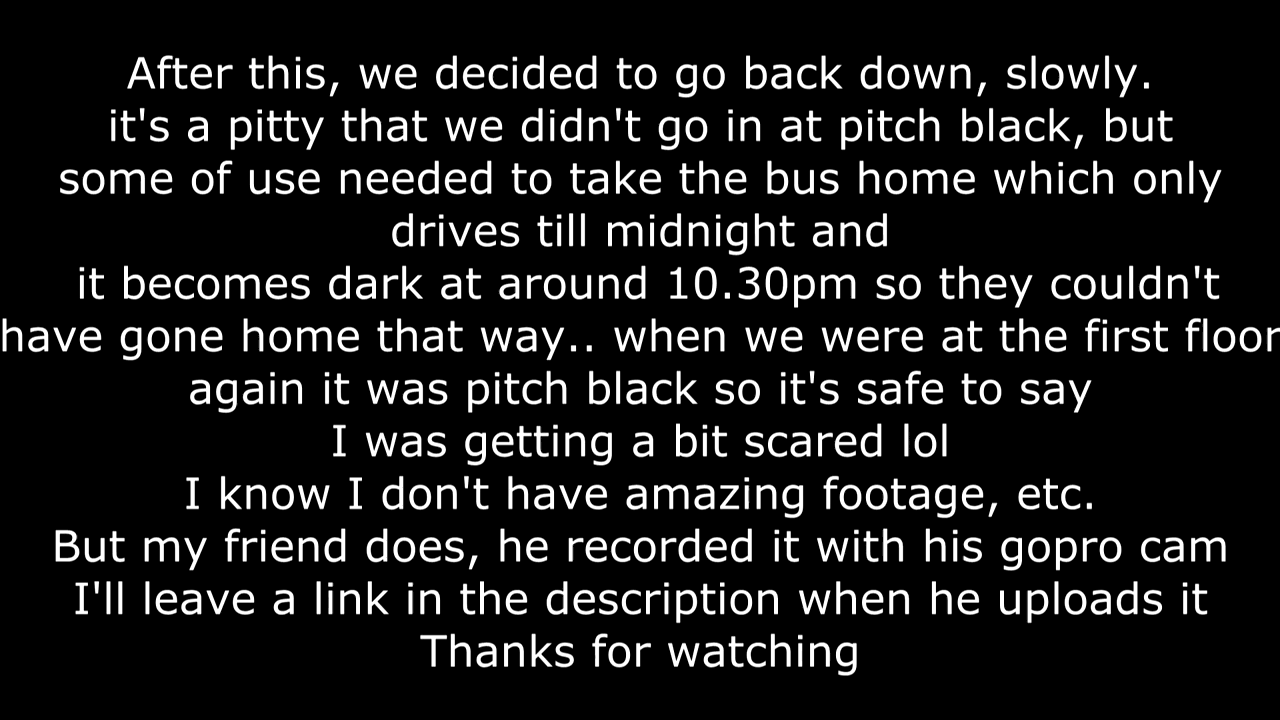 After this, we decided to go back down, slowly.
it's a pitty that we didn't go in at pitch black, but
some of use needed to take the bus home which only
drives till midnight and
it becomes dark at around 10.30pm so they couldn't
have gone home that way.. when we were at the first floor
again it was pitch black so it's safe to say
I was getting a bit scared lol
I know I don't have amazing footage, etc.
But my friend does, he recorded it with his gopro cam
I'll leave a link in the description when he uploads it
Thanks for watching